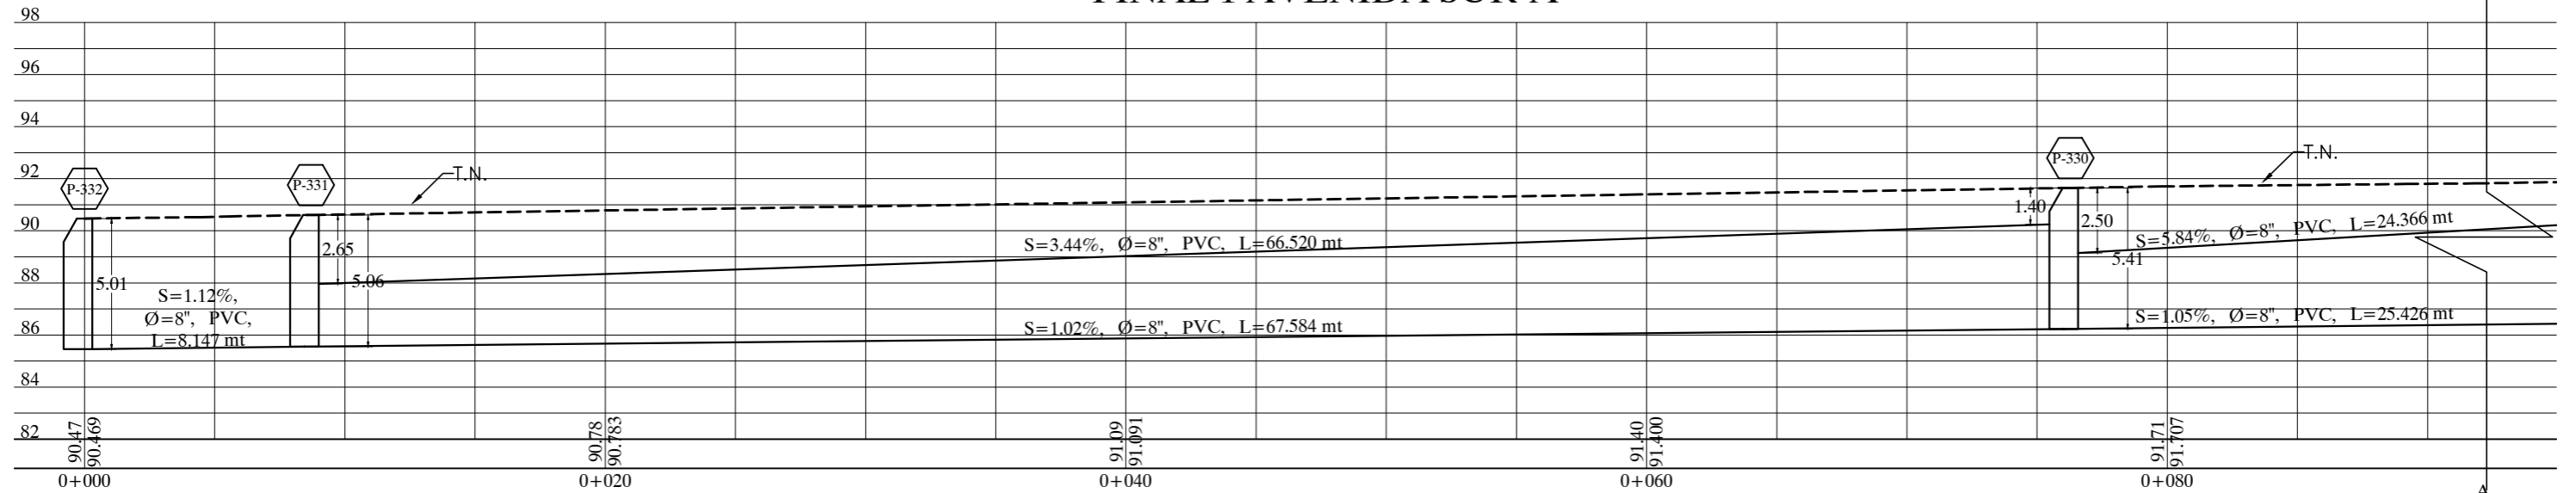 98
96
94
92
90
88
86
84
82
P-332
P-331
P-330
T.N.
T.N.
5.01
2.65
5.06
1.40
2.50
5.41
S=1.12%,
Ø=8", PVC,
L=8.147 mt
S=3.44%, Ø=8", PVC, L=66.520 mt
S=1.02%, Ø=8", PVC, L=67.584 mt
S=5.84%, Ø=8", PVC, L=24.366 mt
S=1.05%, Ø=8", PVC, L=25.426 mt
90.47
90.469
90.78
90.783
91.09
91.091
91.40
91.400
91.71
91.707
0+000
0+020
0+040
0+060
0+080